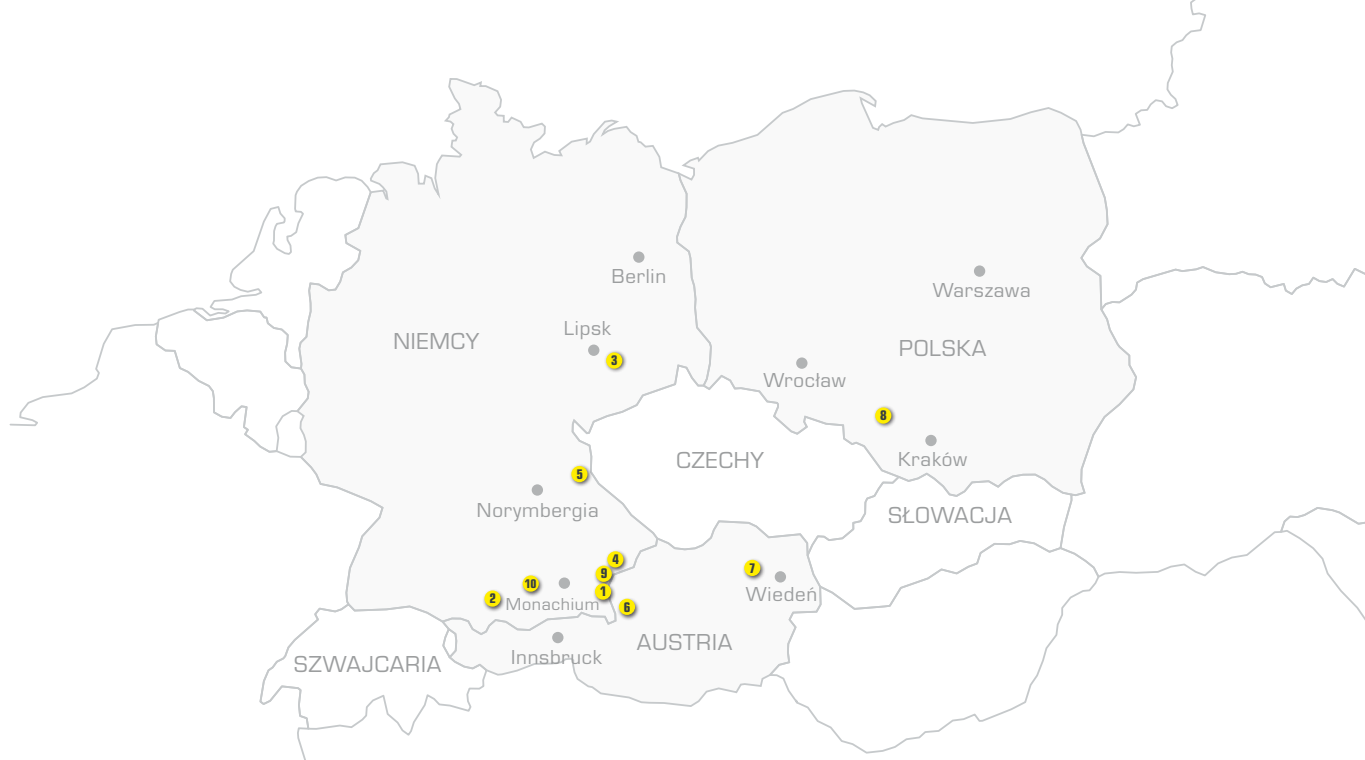 Berlin
Warszawa
Lipsk
NIEMCY
POLSKA
3
Wrocław
8
Kraków
CZECHY
5
Norymbergia
SŁOWACJA
4
7
9
10
1
Wiedeń
2
Monachium
6
AUSTRIA
Innsbruck
SZWAJCARIA